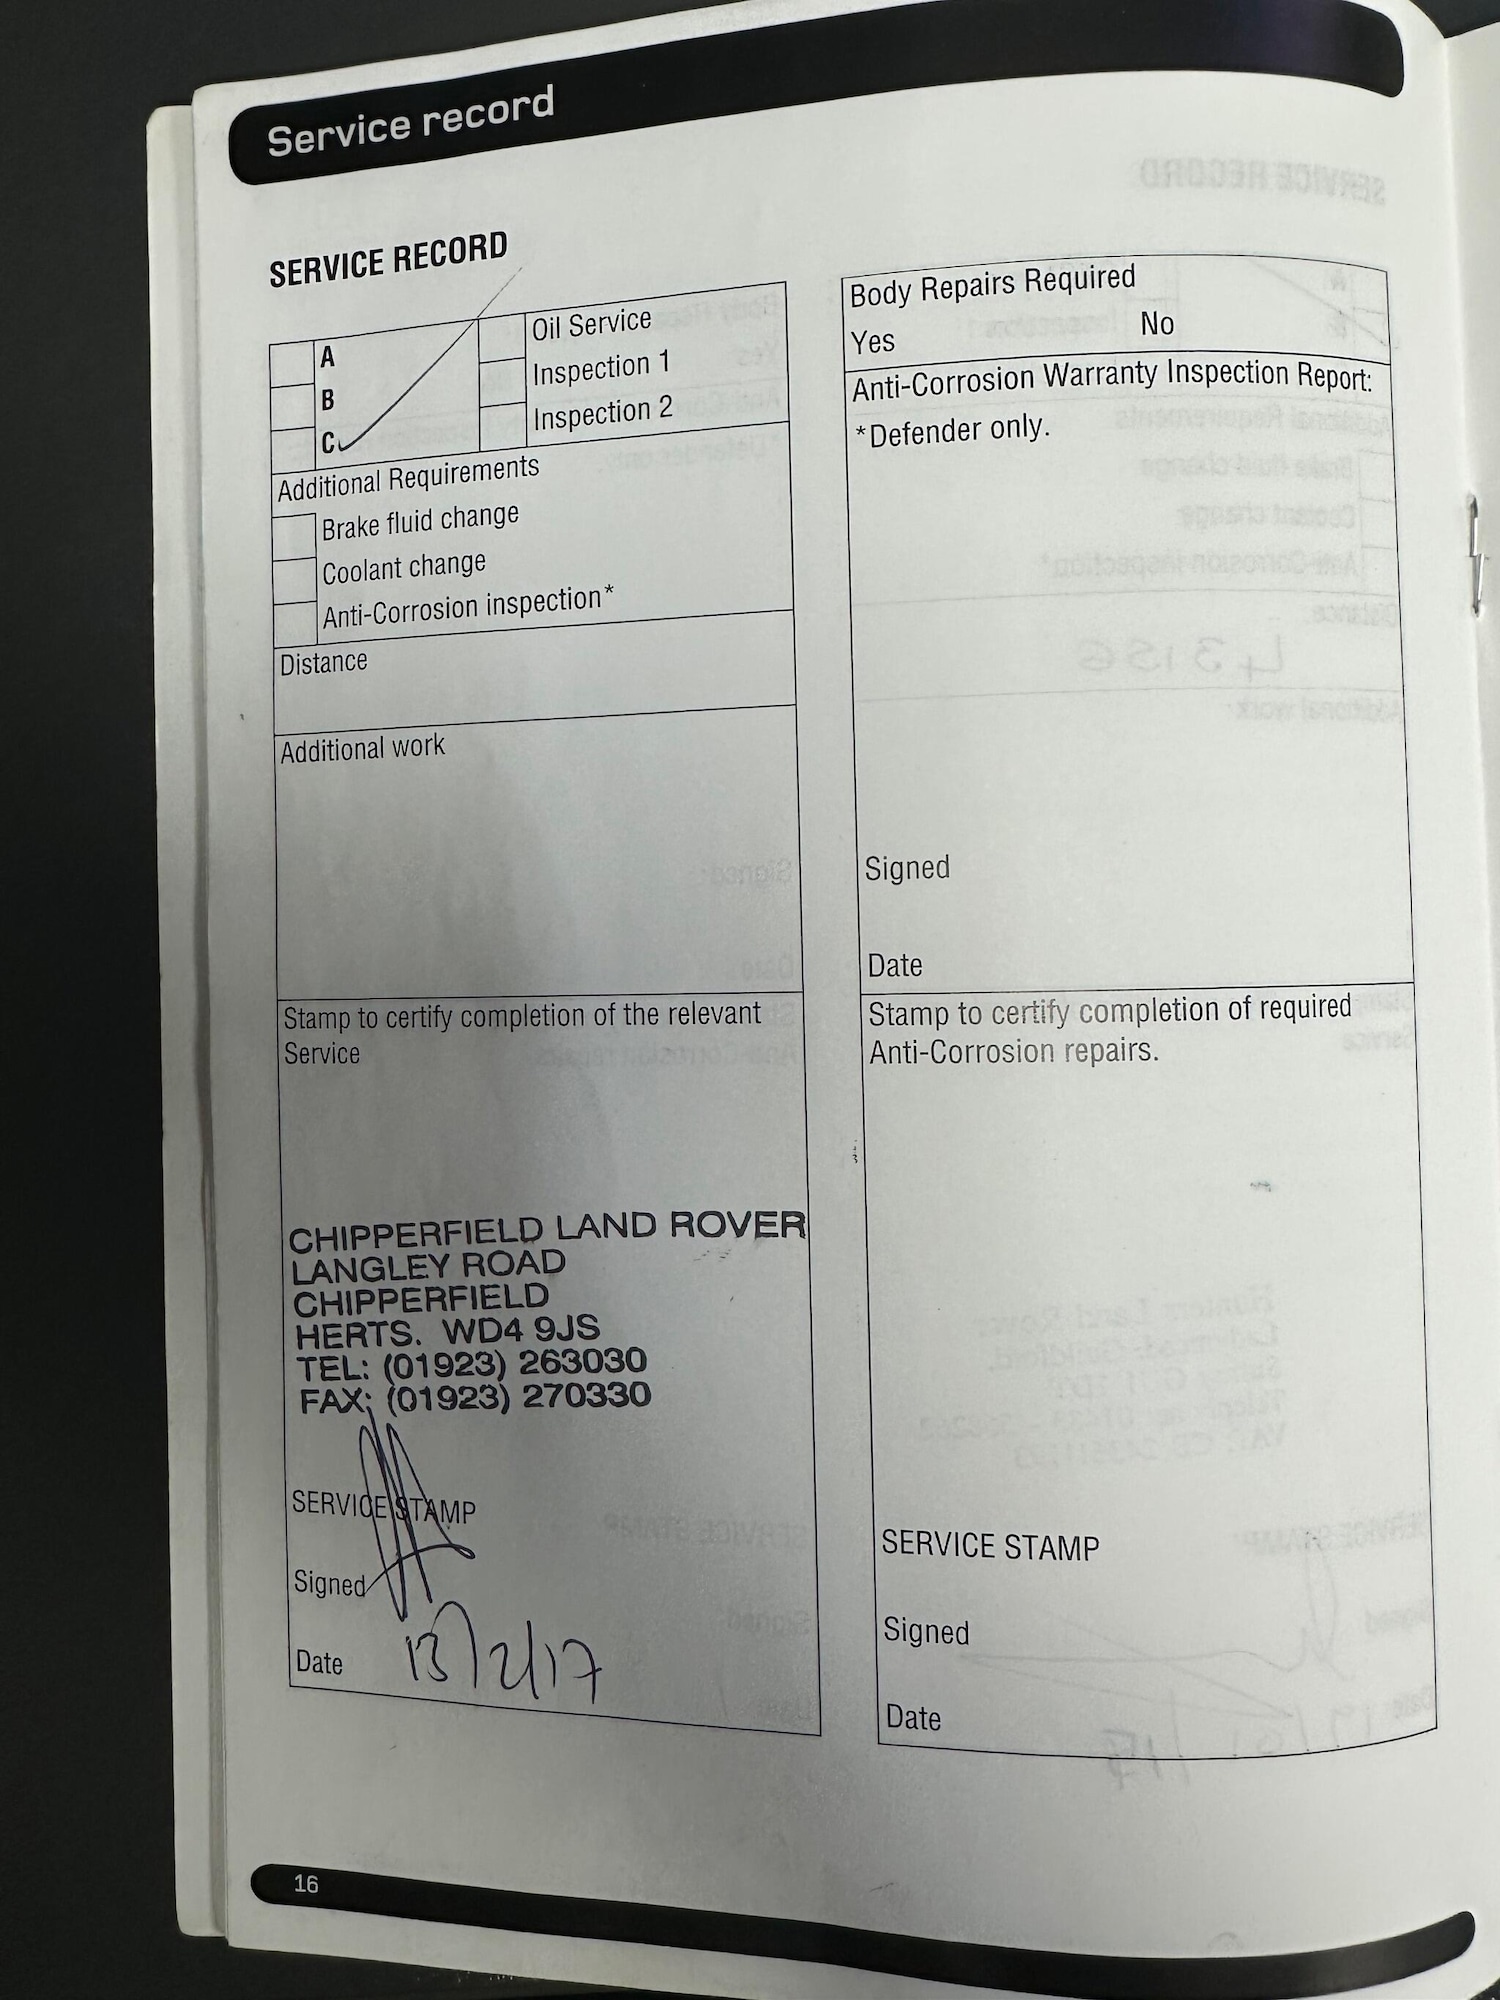 Service record
SERVICE RECORD
A
B
C
Oil Service
Inspection 1
Inspection 2
Additional Requirements
Brake fluid change
Coolant change
Anti-Corrosion inspection*
Distance
Additional work
Stamp to certify completion of the relevant
Service
CHIPPERFIELD LAND ROVER
LANGLEY ROAD
CHIPPERFIELD
HERTS. WD4 9JS
TEL: (01923) 263030
FAX: (01923) 270330
SERVICE STAMP
Signed
Date 13/2/17
Body Repairs Required
Yes No
Anti-Corrosion Warranty Inspection Report:
*Defender only.
Signed
Date
Stamp to certify completion of required
Anti-Corrosion repairs.
SERVICE STAMP
Signed
Date
16